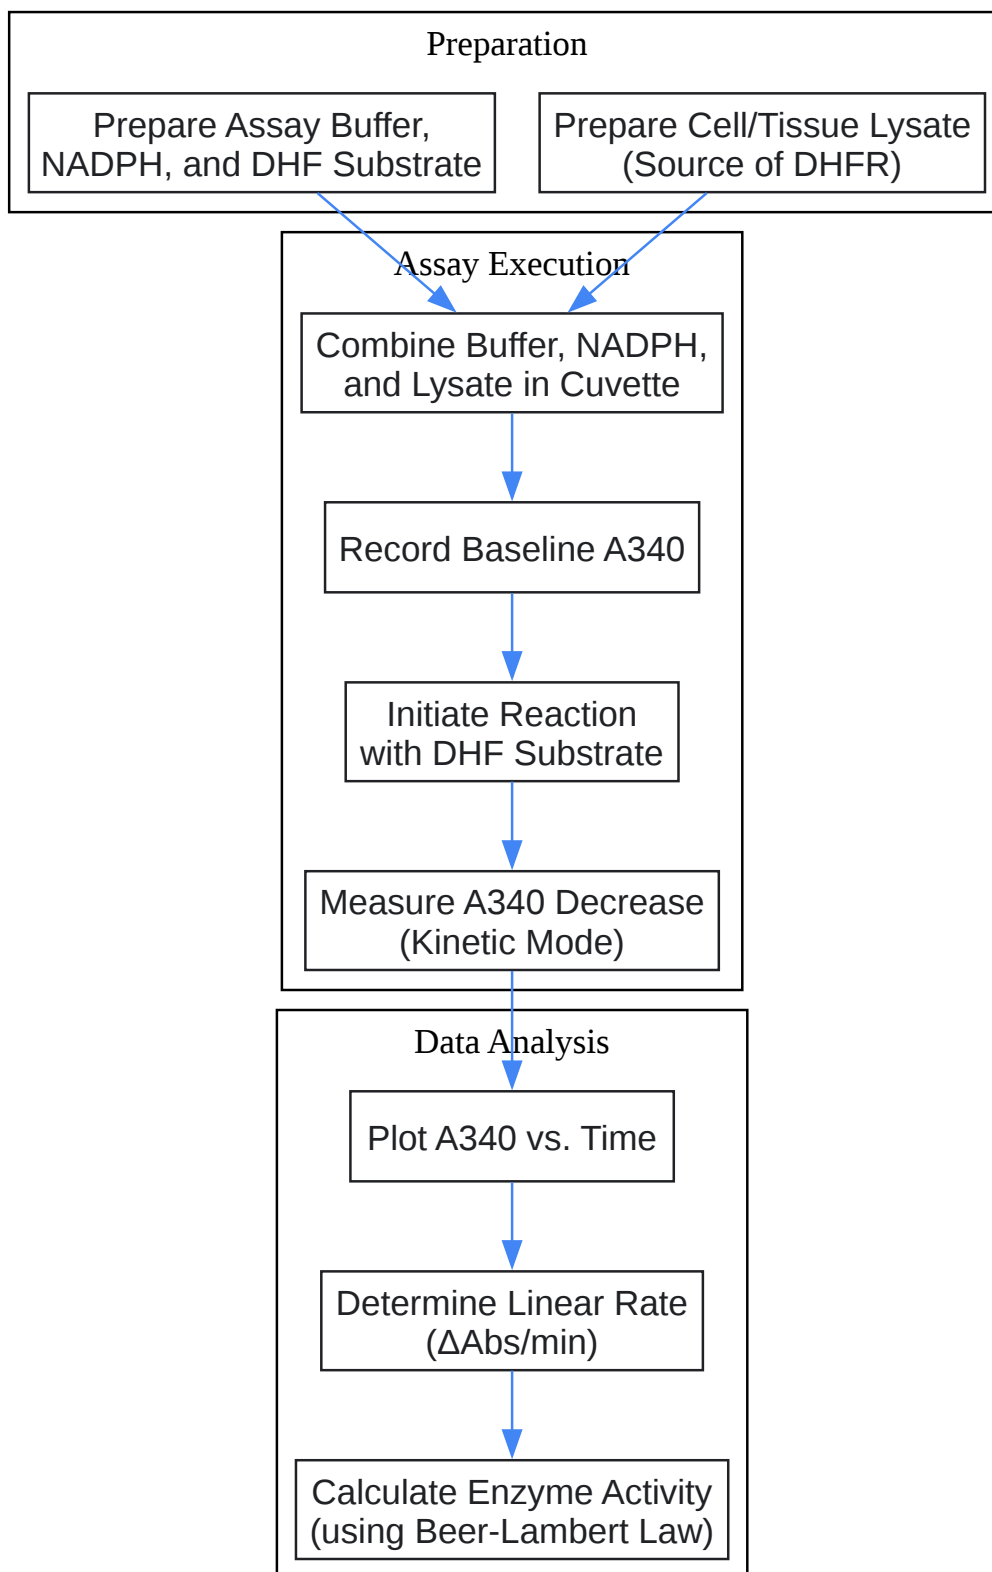 Preparation
Prepare Assay Buffer,
NADPH, and DHF Substrate
Prepare Cell/Tissue Lysate
(Source of DHFR)
Assay Execution
Combine Buffer, NADPH,
and Lysate in Cuvette
Record Baseline A340
Initiate Reaction
with DHF Substrate
Measure A340 Decrease
(Kinetic Mode)
Data Analysis
Plot A340 vs. Time
Determine Linear Rate
(ΔAbs/min)
Calculate Enzyme Activity
(using Beer-Lambert Law)